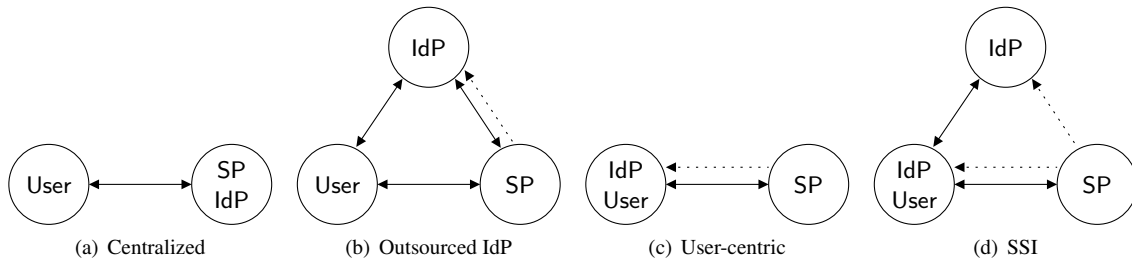 IdP
User
SP
IdP
(a) Centralized
IdP
User
SP
(b) Outsourced IdP
IdP
User
SP
(c) User-centric
IdP
IdP
User
SP
(d) SSI